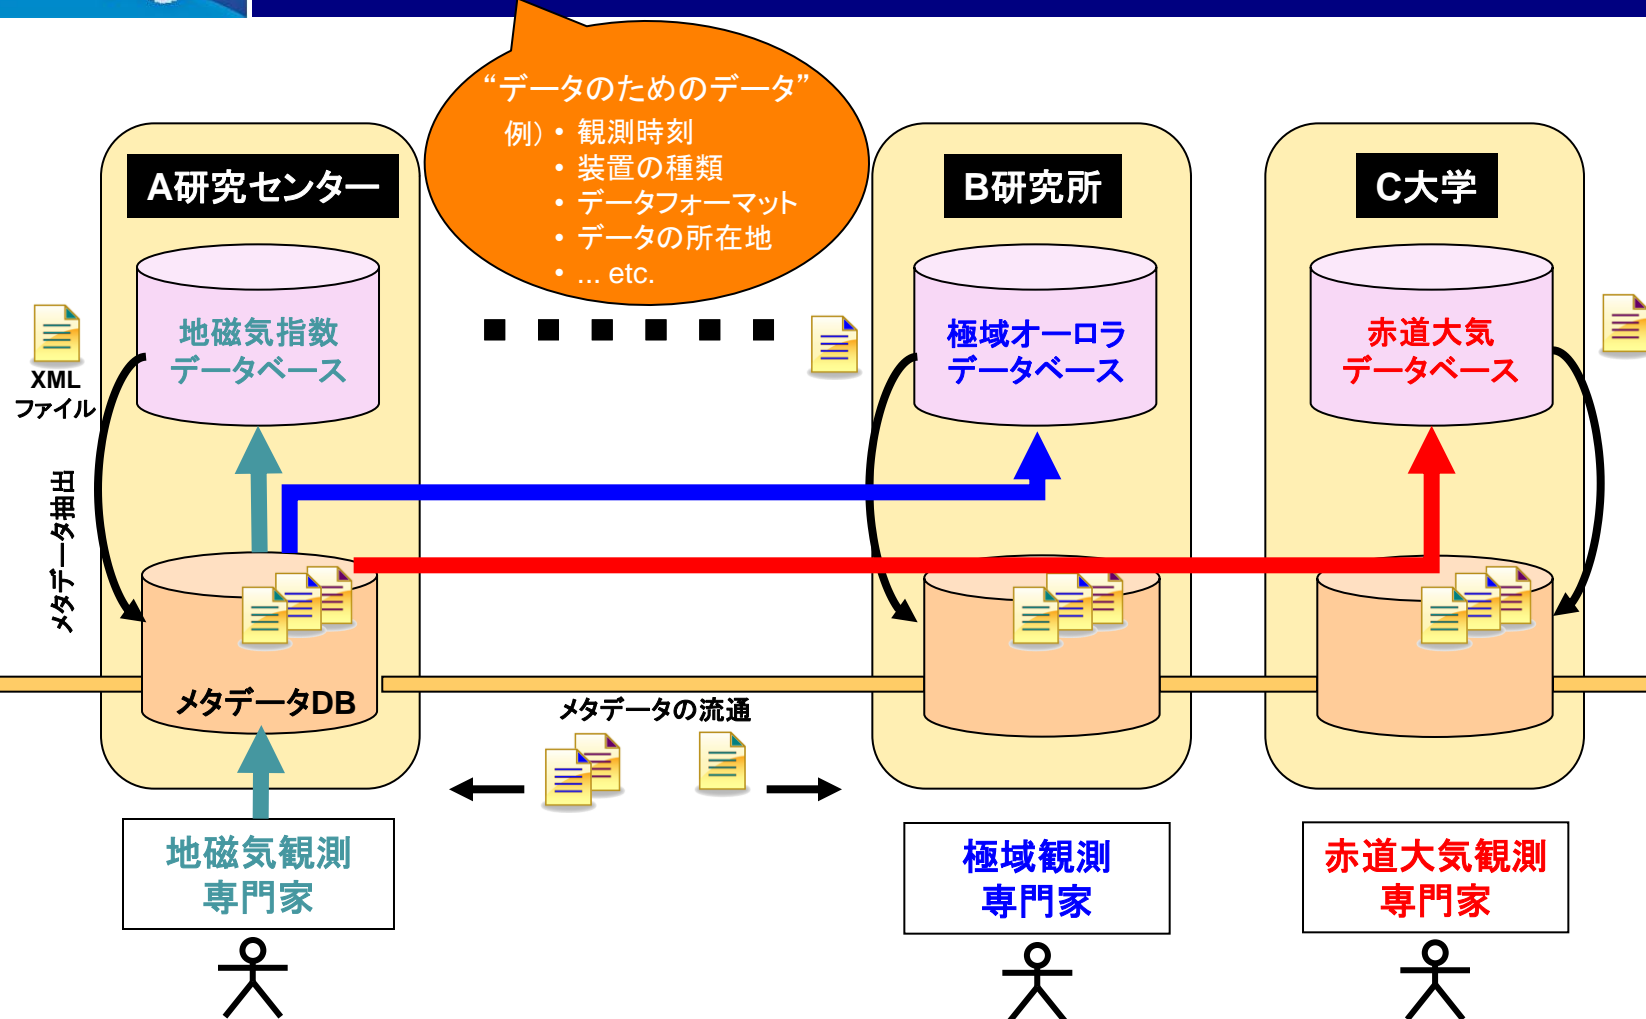 “データのためのデータ”
例）• 観測時刻
• 装置の種類
• データフォーマット
• データの所在地
• ... etc.
A研究センター
B研究所
C大学
地磁気指数
データベース
極域オーロラ
データベース
赤道大気
データベース
XML
ファイル
メタデータ抽出
メタデータDB
メタデータの流通
地磁気観測
専門家
極域観測
専門家
赤道大気観測
専門家